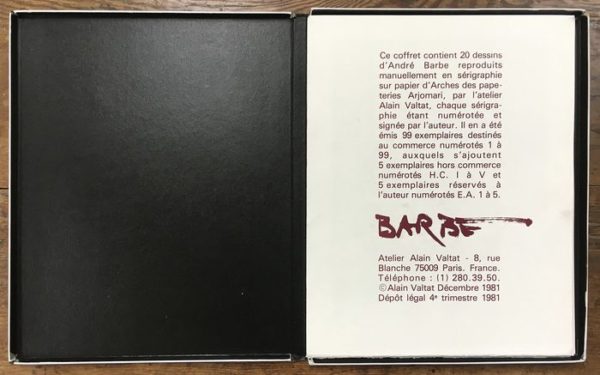 Ce coffret contient 20 dessins
d'André Barbe reproduits
manuellement en sérigraphie
sur papier d'Arches des pape-
teries Arjomari, par l'atelier
Alain Valtat, chaque sérigra-
phie étant numérotée et
signée par l'auteur. Il en a été
émis 99 exemplaires destinés
au commerce numérotés 1 à
99, auxquels s'ajoutent
5 exemplaires hors commerce
numérotés H.C. I à V et
5 exemplaires réservés à
l'auteur numérotés E.A. 1 à 5.
BARBE
Atelier Alain Valtat - 8, rue
Blanche 75009 Paris. France.
Téléphone : (1) 280.39.50.
©Alain Valtat Décembre 1981
Dépôt légal 4e trimestre 1981